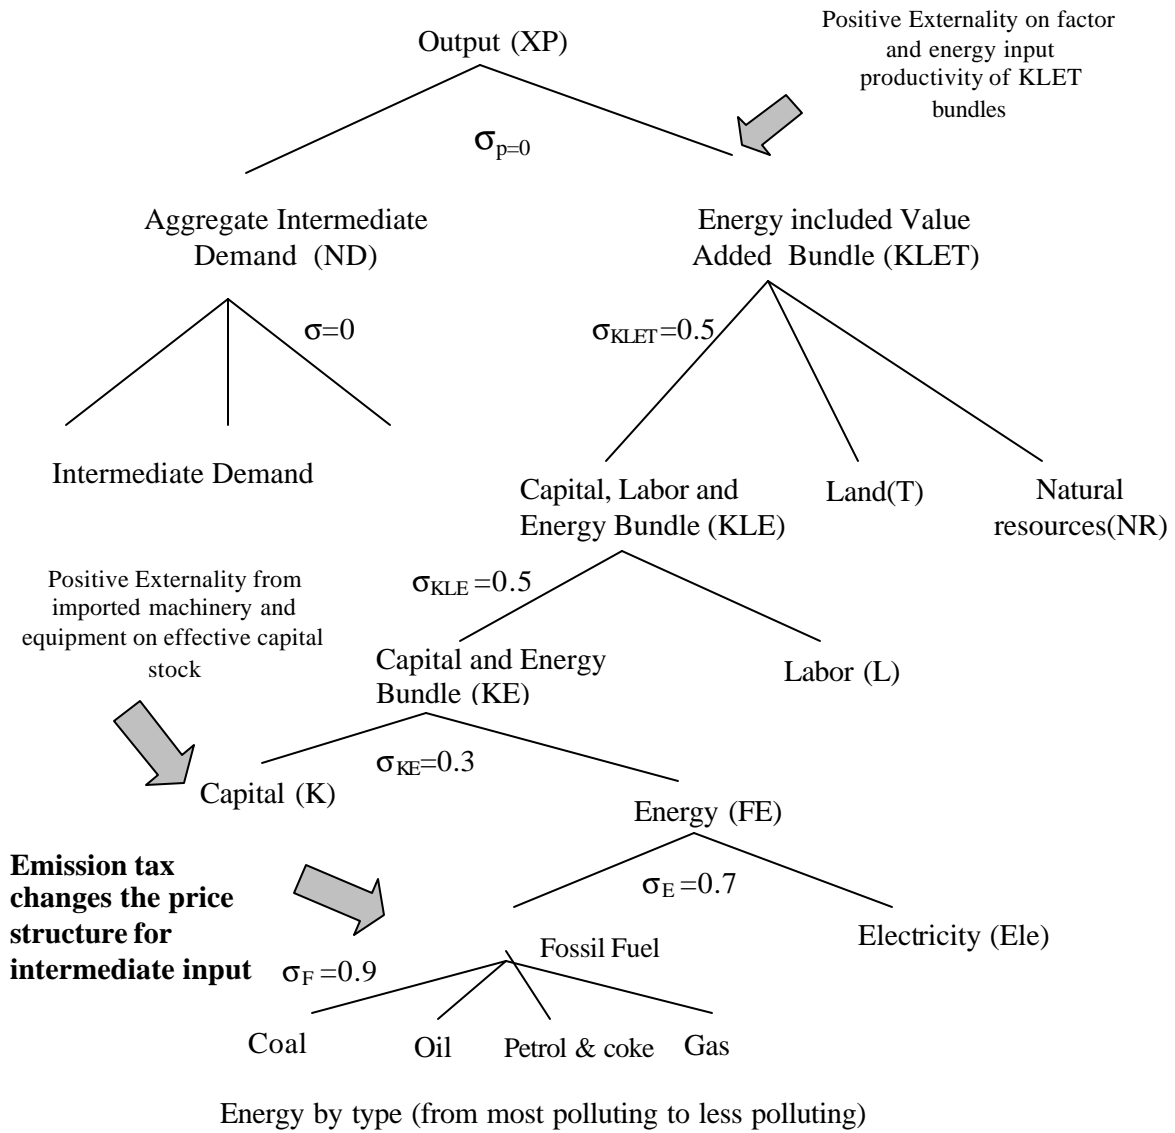 Output (XP)
Positive Externality on factor
and energy input
productivity of KLET
bundles
σp=0
Aggregate Intermediate
Demand (ND)
Energy included Value
Added Bundle (KLET)
σ=0
σKLET=0.5
Intermediate Demand
Capital, Labor and
Energy Bundle (KLE)
Land(T)
Natural
resources(NR)
Positive Externality from
imported machinery and
equipment on effective capital
stock
σKLE =0.5
Capital and Energy
Bundle (KE)
Labor (L)
σKE=0.3
Capital (K)
Energy (FE)
Emission tax
changes the price
structure for
intermediate input
σE =0.7
Fossil Fuel
Electricity (Ele)
σF =0.9
Coal
Oil
Petrol & coke
Gas
Energy by type (from most polluting to less polluting)